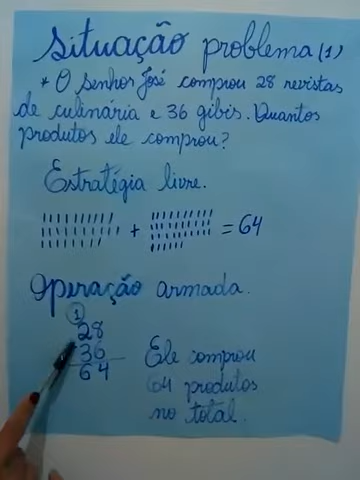 Situação problema (1)
* O senhor José comprou 28 revistas
de culinária e 36 gibis. Quantos
produtos ele comprou?
Estratégia livre.
+ = 64
Operação armada.
1
28
36
64
Ele comprou
64 produtos
no total.